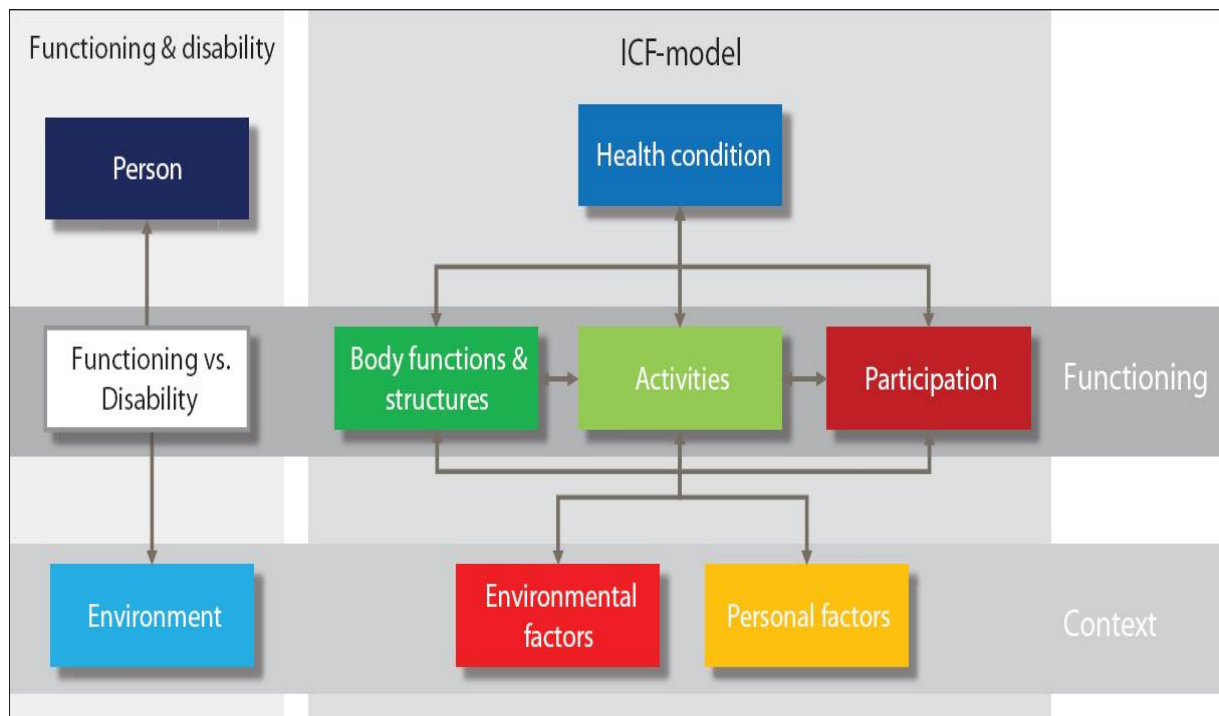 Functioning & disability
ICF-model
Person
Health condition
Functioning vs.
Disability
Body functions &
structures
Activities
Participation
Functioning
Environment
Environmental
factors
Personal factors
Context